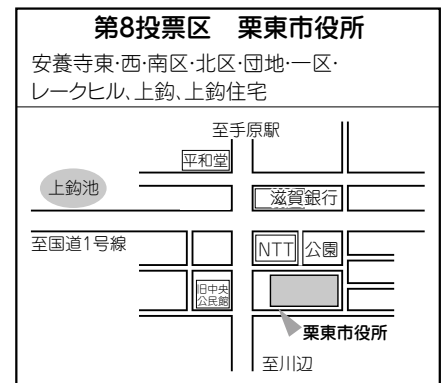 第8投票区 栗東市役所
安養寺東･西･南区･北区･団地･一区･
レークヒル､上鈎､上鈎住宅
至手原駅
平和堂
上鈎池
滋賀銀行
至国道1号線
NTT
公園
旧中央
公民館
栗東市役所
至川辺